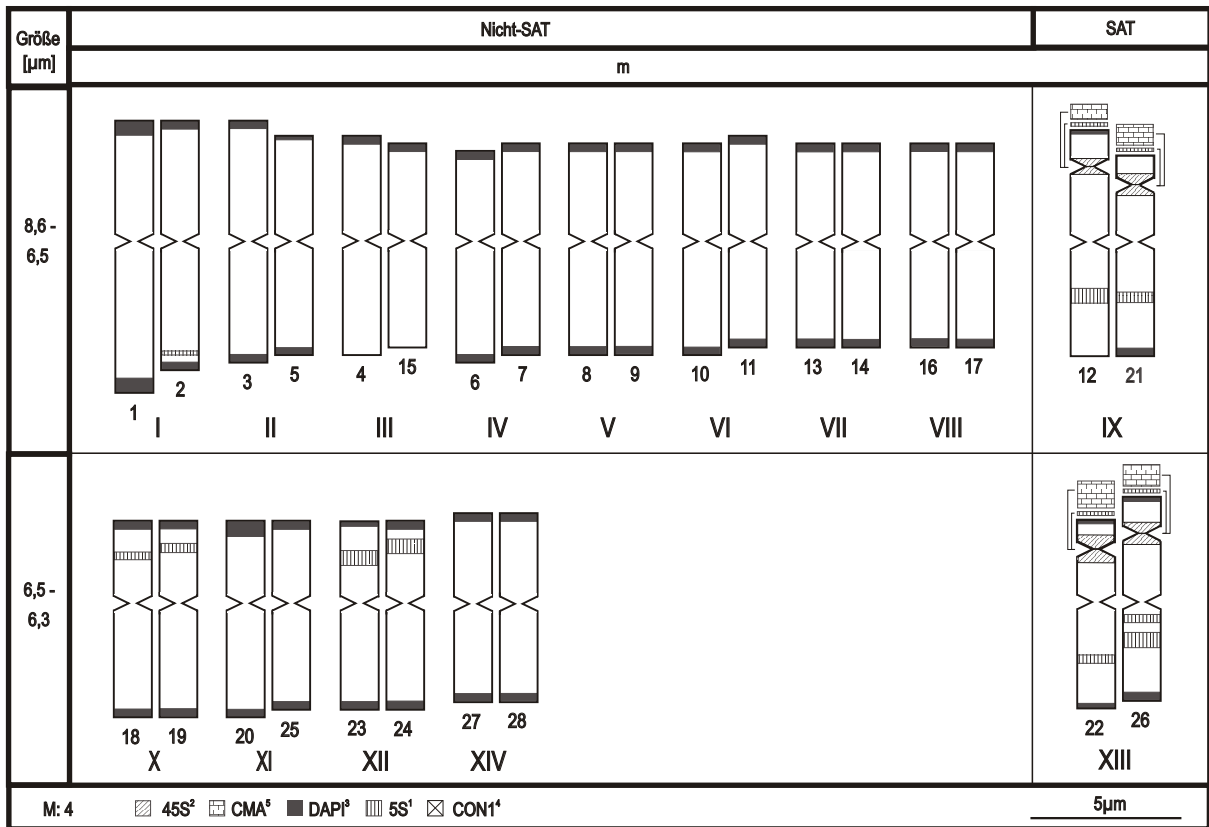 Größe
[µm]
Nicht-SAT
SAT
m
8,6 -
6,5
1 2 3 5 4 15 6 7 8 9 10 11 13 14 16 17 12 21
I II III IV V VI VII VIII IX
6,5 -
6,3
18 19 20 25 23 24 27 28 22 26
X XI XII XIV XIII
M: 4 45S² CMA⁵ DAPI³ 5S¹ CON1⁴ 5µm